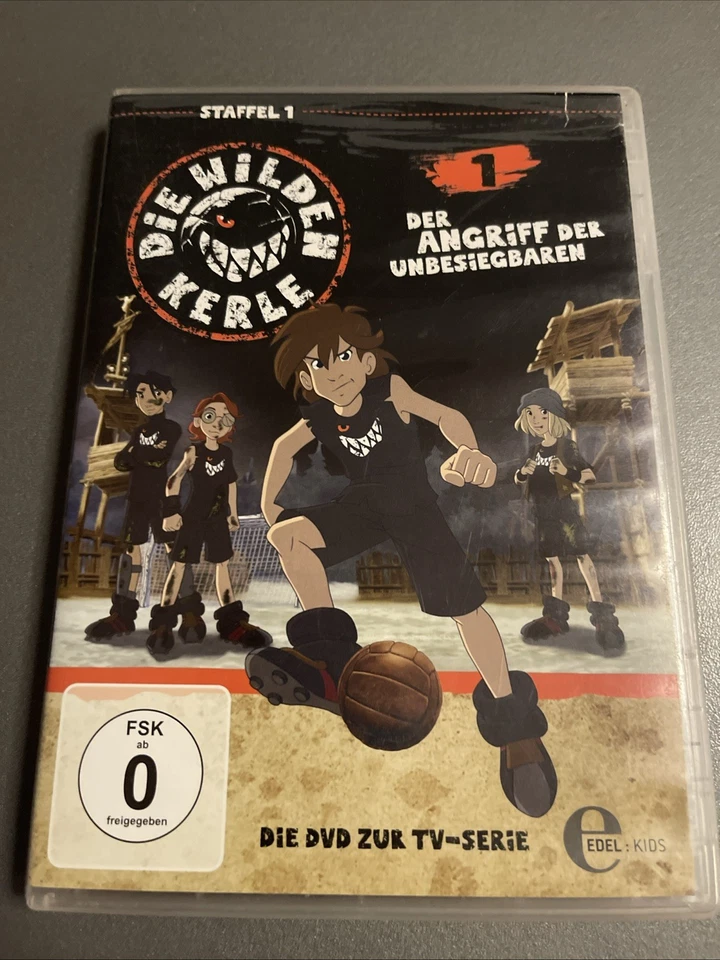 STAFFEL 1
DIE WILDEN
KERLE
1
DER
ANGRIFF DER
UNBESIEGBAREN
FSK
ab
0
freigegeben
DIE DVD ZUR TV-SERIE
e
EDEL:KIDS